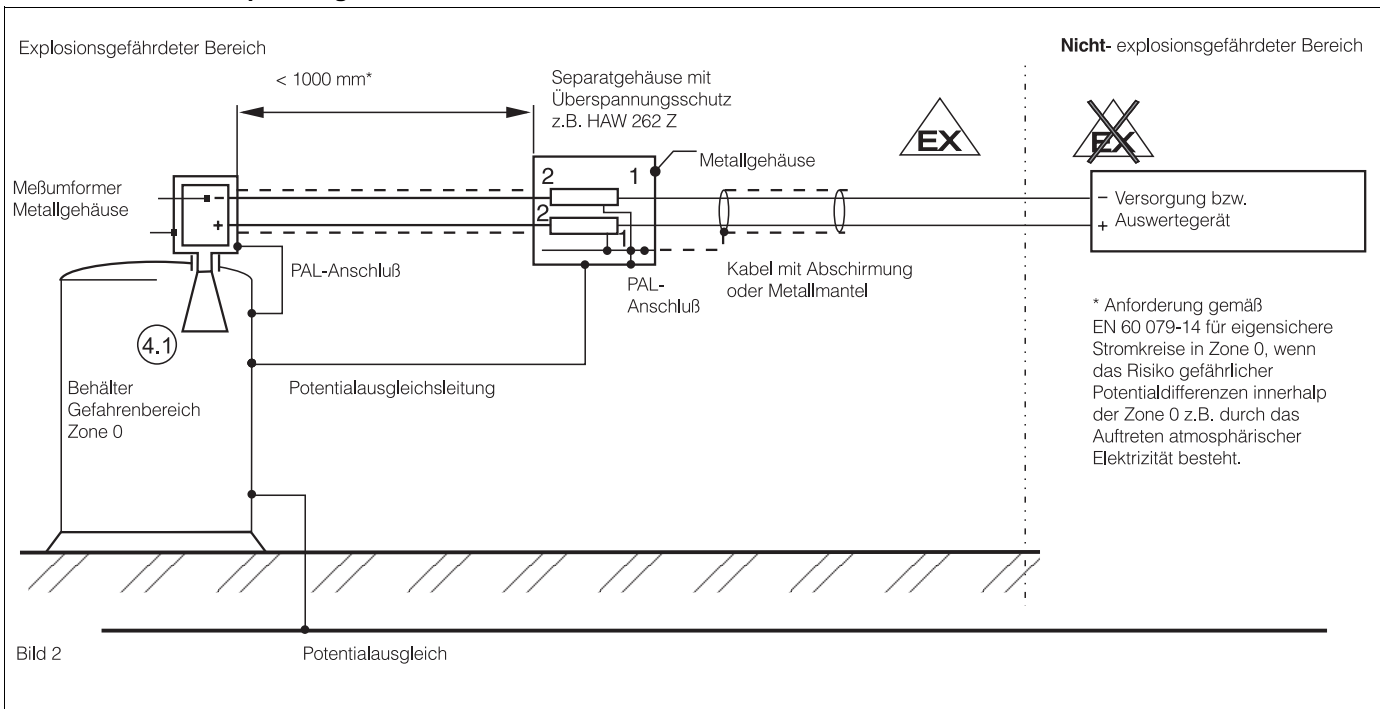 Explosionsgefährdeter Bereich
Nicht- explosionsgefährdeter Bereich
< 1000 mm*
Separatgehäuse mit
Überspannungsschutz
z.B. HAW 262 Z
EX
EX
Meßumformer
Metallgehäuse
2
1
Metallgehäuse
-
+
2
1
- Versorgung bzw.
+ Auswertegerät
PAL-Anschluß
PAL-
Anschluß
Kabel mit Abschirmung
oder Metallmantel
4.1
Behälter
Gefahrenbereich
Zone 0
Potentialausgleichsleitung
* Anforderung gemäß
EN 60 079-14 für eigensichere
Stromkreise in Zone 0, wenn
das Risiko gefährlicher
Potentialdifferenzen innerhalp
der Zone 0 z.B. durch das
Auftreten atmosphärischer
Elektrizität besteht.
Bild 2
Potentialausgleich